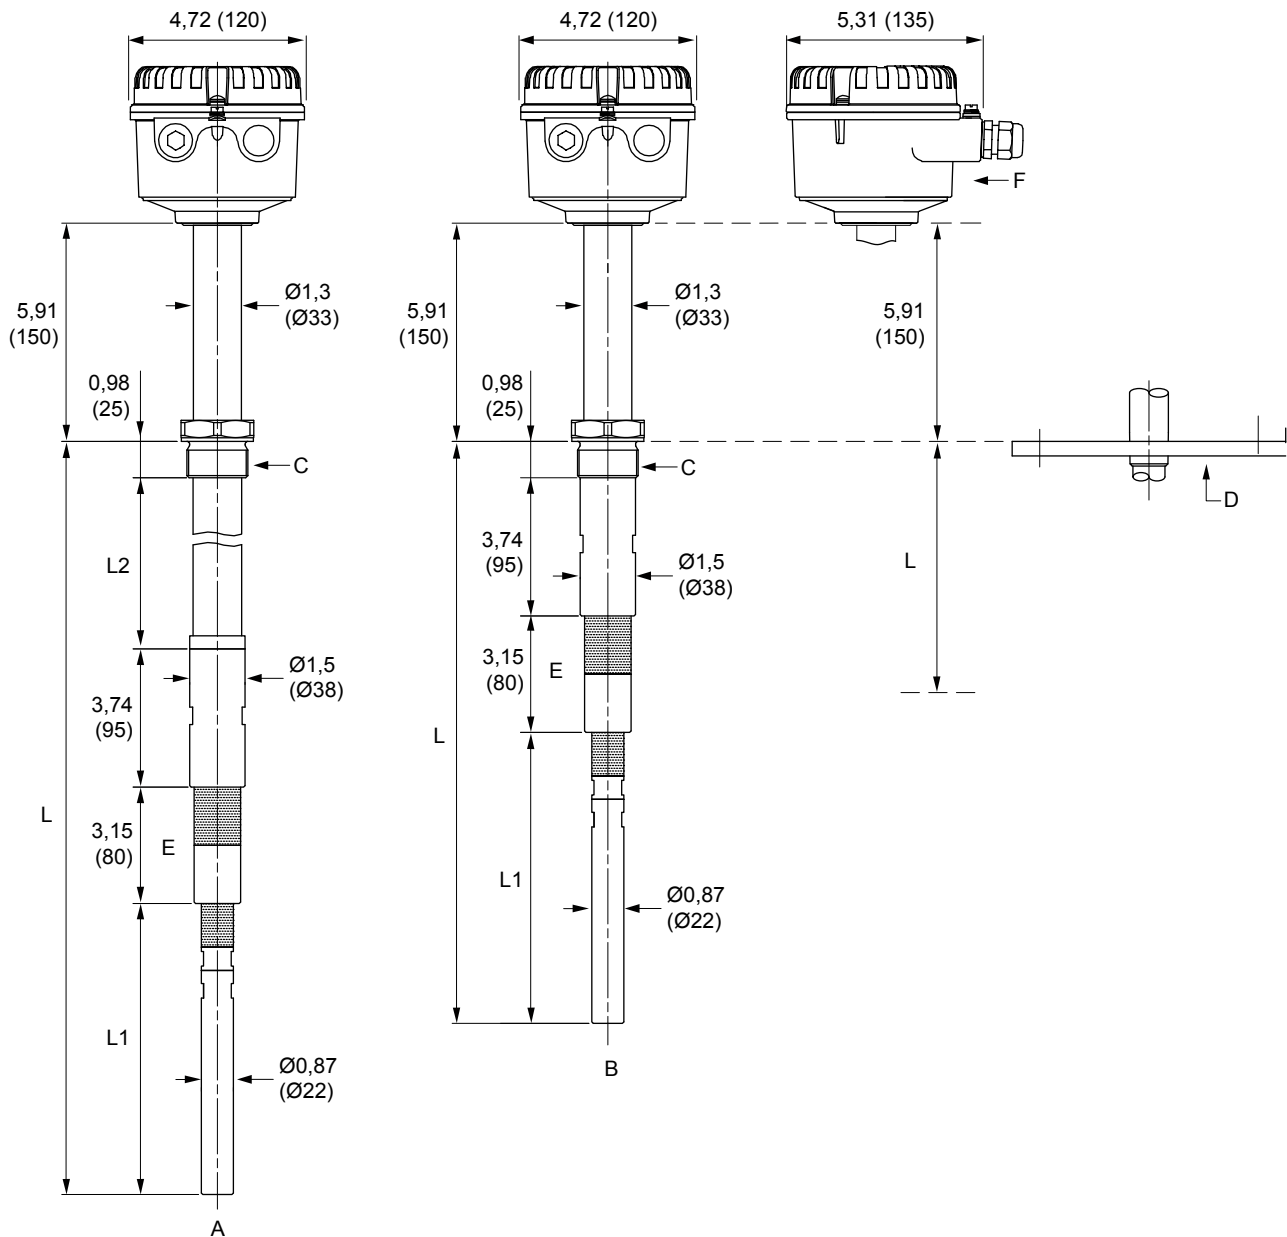 4,72 (120)
4,72 (120)
5,31 (135)
F
5,91
(150)
Ø1,3
(Ø33)
5,91
(150)
Ø1,3
(Ø33)
5,91
(150)
0,98
(25)
0,98
(25)
C
C
D
L2
3,74
(95)
Ø1,5
(Ø38)
L
Ø1,5
(Ø38)
3,15
(80)
E
3,74
(95)
L
L
3,15
(80)
E
L1
Ø0,87
(Ø22)
L1
Ø0,87
(Ø22)
B
A